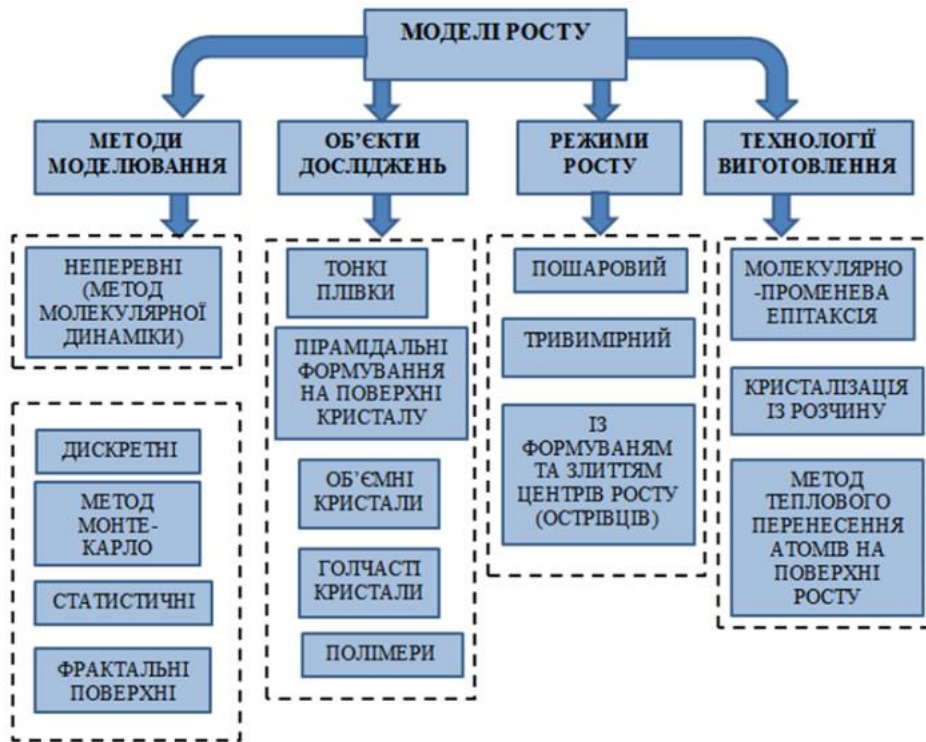 МОДЕЛІ РОСТУ
МЕТОДИ
МОДЕЛЮВАННЯ
НЕПЕРЕВНІ
(МЕТОД
МОЛЕКУЛЯРНОЇ
ДИНАМІКИ)
ДИСКРЕТНІ
МЕТОД
МОНТЕ-
КАРЛО
СТАТИСТИЧНІ
ФРАКТАЛЬНІ
ПОВЕРХНІ
ОБ’ЄКТИ
ДОСЛІДЖЕНЬ
ТОНКІ
ПЛІВКИ
ПІРАМІДАЛЬНІ
ФОРМУВАННЯ
НА ПОВЕРХНІ
КРИСТАЛУ
ОБ’ЄМНІ
КРИСТАЛИ
ГОЛЧАСТІ
КРИСТАЛИ
ПОЛІМЕРИ
РЕЖИМИ
РОСТУ
ПОШАРОВИЙ
ТРИВИМІРНИЙ
ІЗ
ФОРМУВАНЯМ
ТА ЗЛИТТЯМ
ЦЕНТРІВ РОСТУ
(ОСТРІВЦІВ)
ТЕХНОЛОГІЇ
ВИГОТОВЛЕННЯ
МОЛЕКУЛЯРНО
-ПРОМЕНЕВА
ЕПІТАКСІЯ
КРИСТАЛІЗАЦІЯ
ІЗ РОЗЧИНУ
МЕТОД
ТЕПЛОВОГО
ПЕРЕНЕСЕННЯ
АТОМІВ НА
ПОВЕРХНІ
РОСТУ